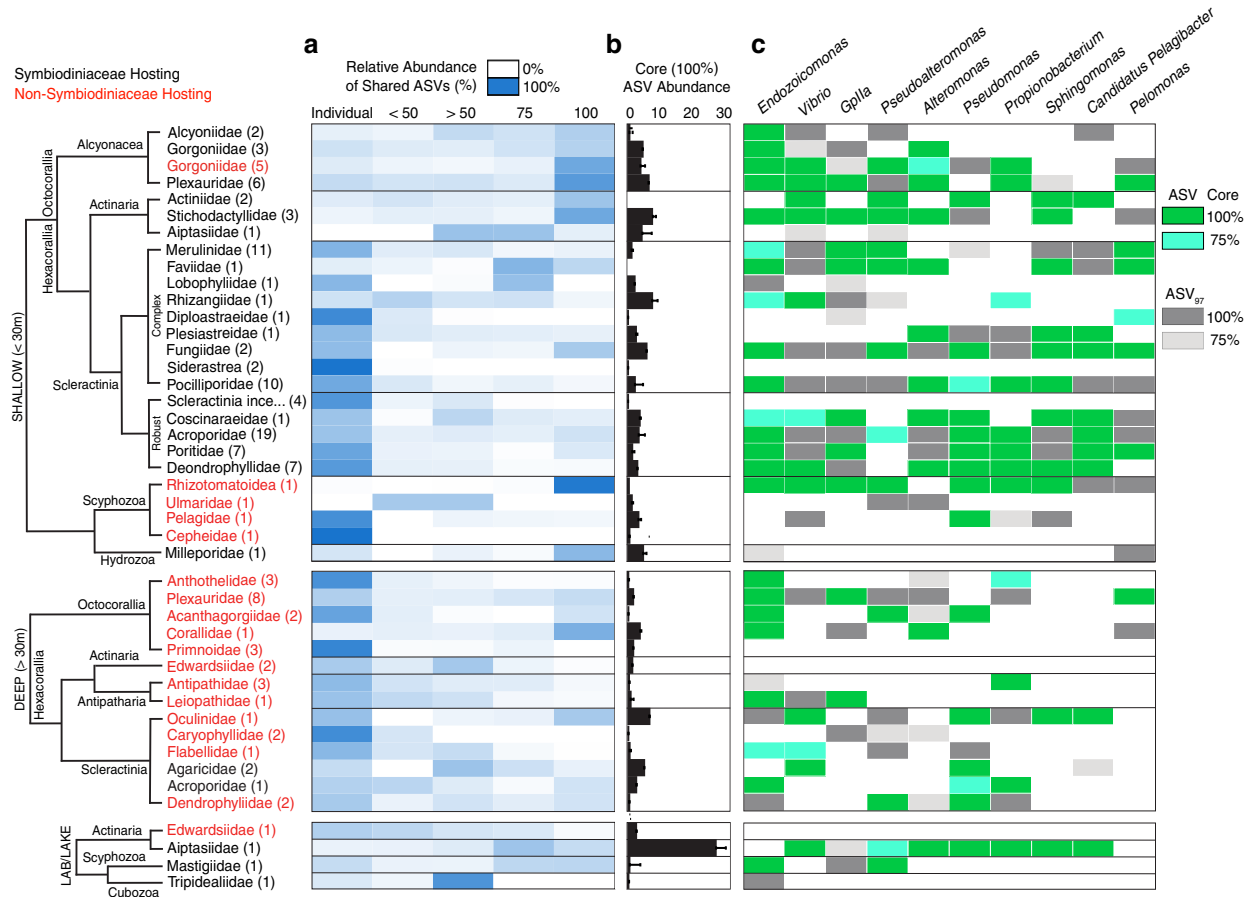 a
b
c
Symbiodiniaceae Hosting
Non-Symbiodiniaceae Hosting
Relative Abundance
of Shared ASVs (%)
0%
100%
Core (100%)
ASV Abundance
Individual < 50 > 50 75 100
0 10 20 30
Endozoicomonas
Vibrio
GpIIa
Pseudoalteromonas
Alteromonas
Pseudomonas
Propionobacterium
Sphingomonas
Candidatus Pelagibacter
Pelomonas
ASV Core
100%
75%
ASV97
100%
75%
SHALLOW (< 30m)
Hexacorallia Octocorallia
Alcyonacea
Actinaria
Scleractinia
Complex
Robust
Scyphozoa
Hydrozoa
Alcyoniidae (2)
Gorgoniidae (3)
Gorgoniidae (5)
Plexauridae (6)
Actiniidae (2)
Stichodactyllidae (3)
Aiptasiidae (1)
Merulinidae (11)
Faviidae (1)
Lobophyliidae (1)
Rhizangiidae (1)
Diploastraeidae (1)
Plesiastreidae (1)
Fungiidae (2)
Siderastrea (2)
Pocilliporidae (10)
Scleractinia ince... (4)
Coscinaraeidae (1)
Acroporidae (19)
Poritidae (7)
Deondrophyllidae (7)
Rhizotomatoidea (1)
Ulmaridae (1)
Pelagidae (1)
Cepheidae (1)
Milleporidae (1)
DEEP (> 30m)
Hexacorallia
Octocorallia
Actinaria
Antipatharia
Scleractinia
Anthothelidae (3)
Plexauridae (8)
Acanthagorgiidae (2)
Corallidae (1)
Primnoidae (3)
Edwardsiidae (2)
Antipathidae (3)
Leiopathidae (1)
Oculinidae (1)
Caryophyllidae (2)
Flabellidae (1)
Agaricidae (2)
Acroporidae (1)
Dendrophyliidae (2)
LAB/LAKE
Actinaria
Scyphozoa
Cubozoa
Edwardsiidae (1)
Aiptasiidae (1)
Mastigiidae (1)
Tripidealiidae (1)